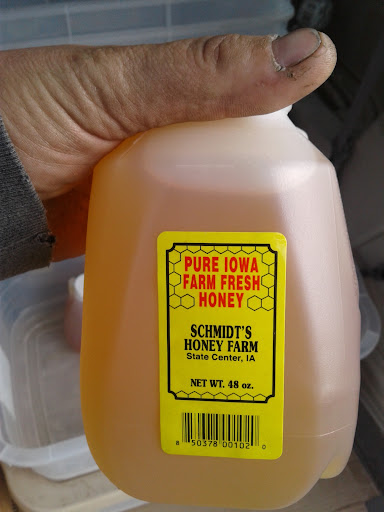 PURE IOWA
FARM FRESH
HONEY
SCHMIDT'S
HONEY FARM
State Center, IA
NET WT. 48 oz.
8 50378 00102 0